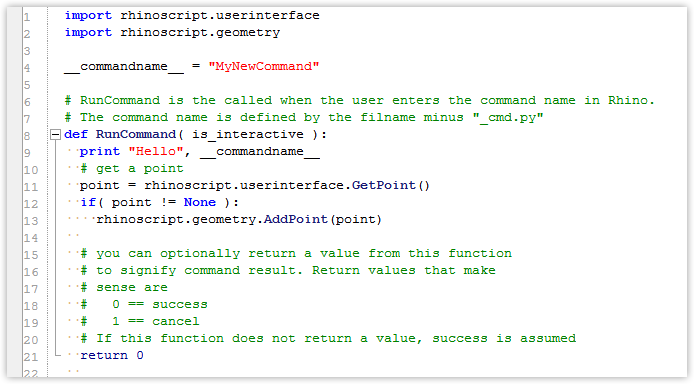 1 import rhinoscript.userinterface
2 import rhinoscript.geometry
3
4 __commandname__ = "MyNewCommand"
5
6 # RunCommand is the called when the user enters the command name in Rhino.
7 # The command name is defined by the filname minus "_cmd.py"
8 def RunCommand( is_interactive ):
9   print "Hello", __commandname__
10   # get a point
11   point = rhinoscript.userinterface.GetPoint()
12   if( point != None ):
13     rhinoscript.geometry.AddPoint(point)
14
15   # you can optionally return a value from this function
16   # to signify command result. Return values that make
17   # sense are
18   #   0 == success
19   #   1 == cancel
20   # If this function does not return a value, success is assumed
21   return 0
22